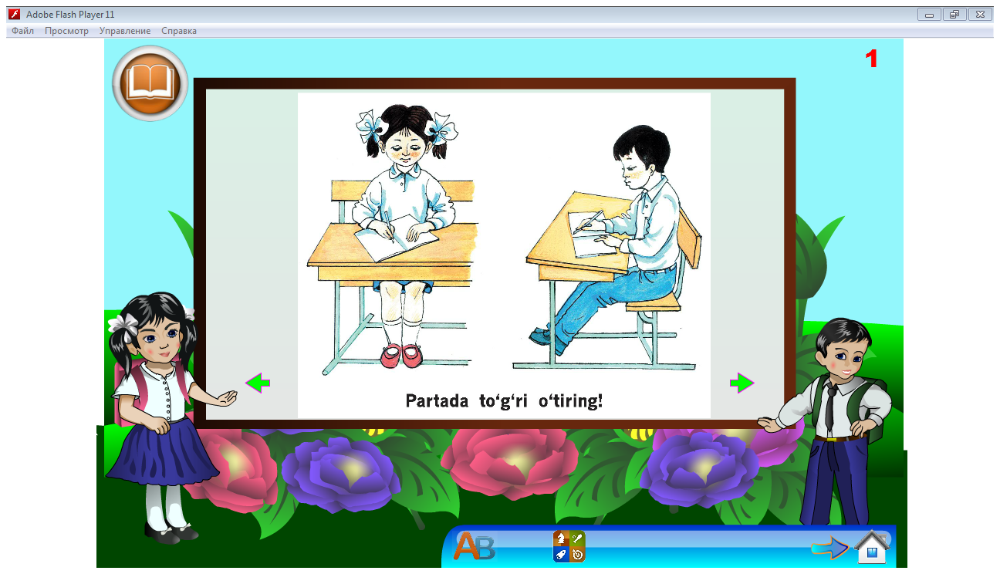 Adobe Flash Player 11
Файл Просмотр Управление Справка
1
Partada to‘g‘ri o‘tiring!
AB